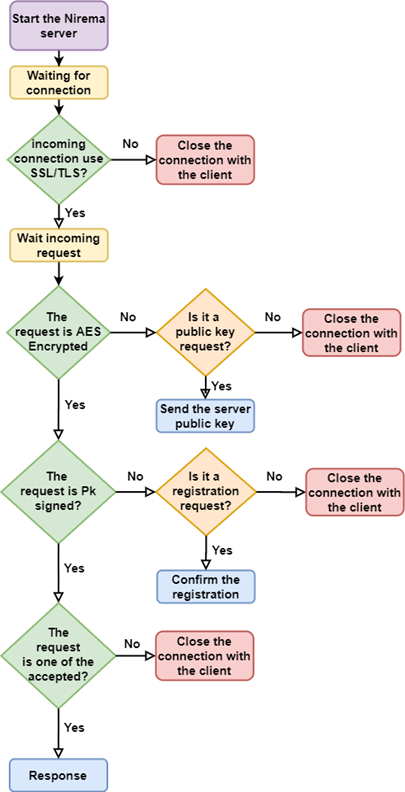 Start the Nirema
server
Waiting for
connection
incoming
connection use
SSL/TLS?
No
Close the
connection with
the client
Yes
Wait incoming
request
The
request is AES
Encrypted
No
Is it a
public key
request?
No
Close the
connection with
the client
Yes
Send the server
public key
Yes
The
request is Pk
signed?
No
Is it a
registration
request?
No
Close the
connection with
the client
Yes
Confirm the
registration
Yes
The
request
is one of the
accepted?
No
Close the
connection with
the client
Yes
Response